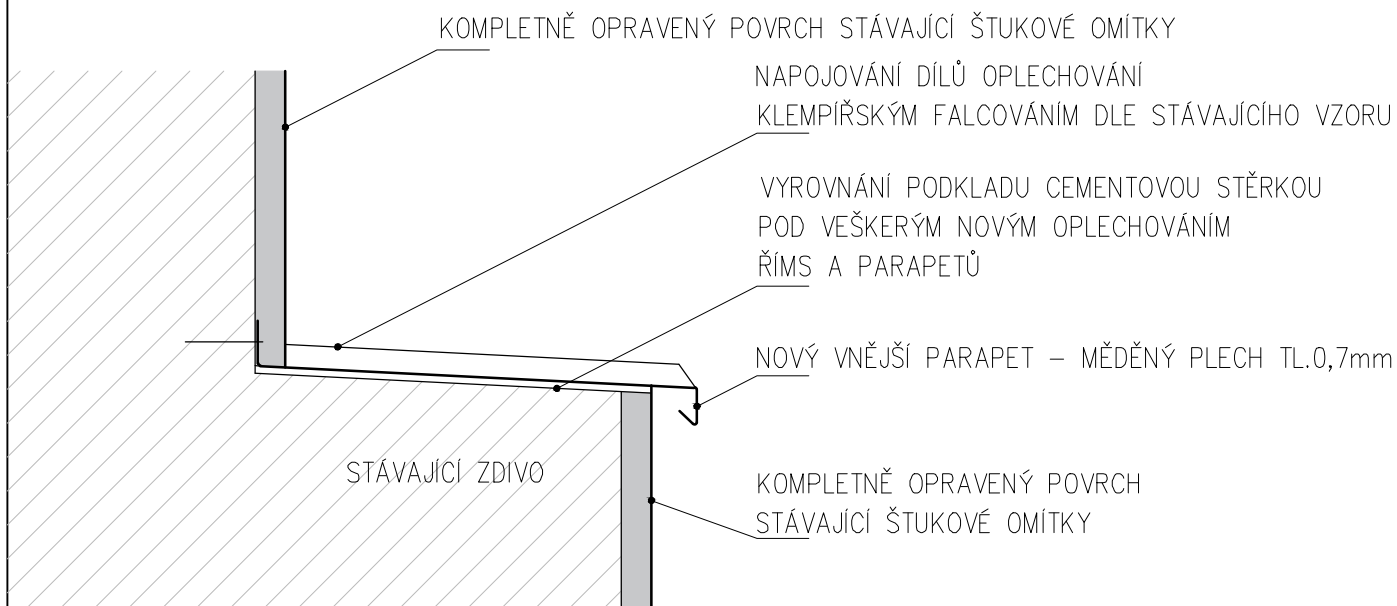 KOMPLETNĚ OPRAVENÝ POVRCH STÁVAJÍCÍ ŠTUKOVÉ OMÍTKY
NAPOJOVÁNÍ DÍLŮ OPLECHOVÁNÍ
KLEMPÍŘSKÝM FALCOVÁNÍM DLE STÁVAJÍCÍHO VZORU
VYROVNÁNÍ PODKLADU CEMENTOVOU STĚRKOU
POD VEŠKERÝM NOVÝM OPLECHOVÁNÍM
ŘÍMS A PARAPETŮ
NOVÝ VNĚJŠÍ PARAPET – MĚDĚNÝ PLECH TL.0,7mm
STÁVAJÍCÍ ZDIVO
KOMPLETNĚ OPRAVENÝ POVRCH
STÁVAJÍCÍ ŠTUKOVÉ OMÍTKY